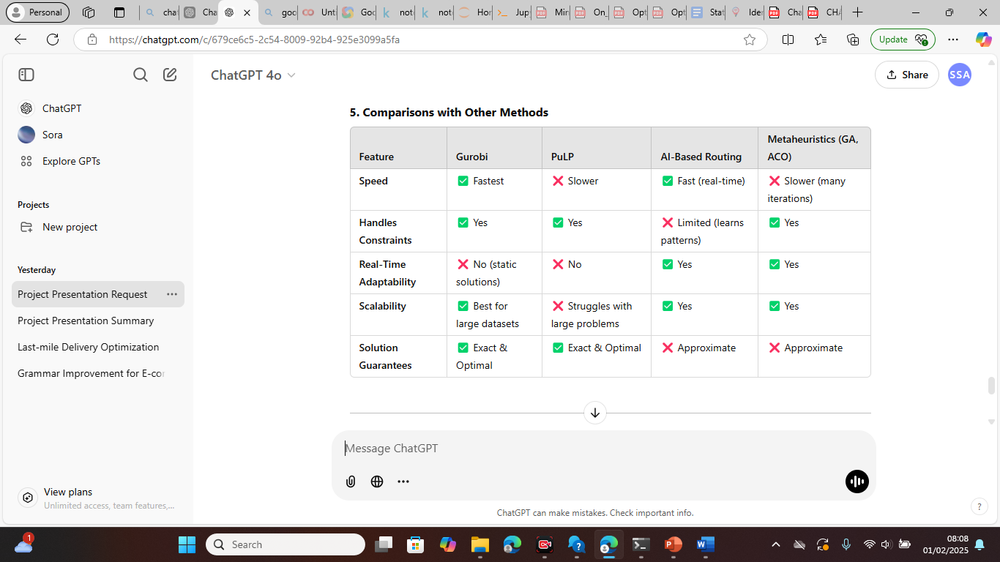 Personal
chat
Cha
goo
Unt
Goo
not
not
Hor
Jup
Min
On_
Opt
Opt
Stat
Ide
Cha
CHA
https://chatgpt.com/c/679ce6c5-2c54-8009-92b4-925e3099a5fa
Update
ChatGPT 4o
Share
SSA
ChatGPT
Sora
Explore GPTs
Projects
New project
Yesterday
Project Presentation Request
Project Presentation Summary
Last-mile Delivery Optimization
Grammar Improvement for E-cor
View plans
Unlimited access, team features,...
5. Comparisons with Other Methods
Feature Gurobi PuLP AI-Based Routing Metaheuristics (GA,
ACO)
Speed ✅ Fastest ❌ Slower ✅ Fast (real-time) ❌ Slower (many
iterations)
Handles ✅ Yes ✅ Yes ❌ Limited (learns ✅ Yes
Constraints patterns)
Real-Time ❌ No (static ❌ No ✅ Yes ✅ Yes
Adaptability solutions)
Scalability ✅ Best for ❌ Struggles with ✅ Yes ✅ Yes
large datasets large problems
Solution ✅ Exact & ✅ Exact & Optimal ❌ Approximate ❌ Approximate
Guarantees Optimal
Message ChatGPT
ChatGPT can make mistakes. Check important info.
?
1
Search
08:08
01/02/2025